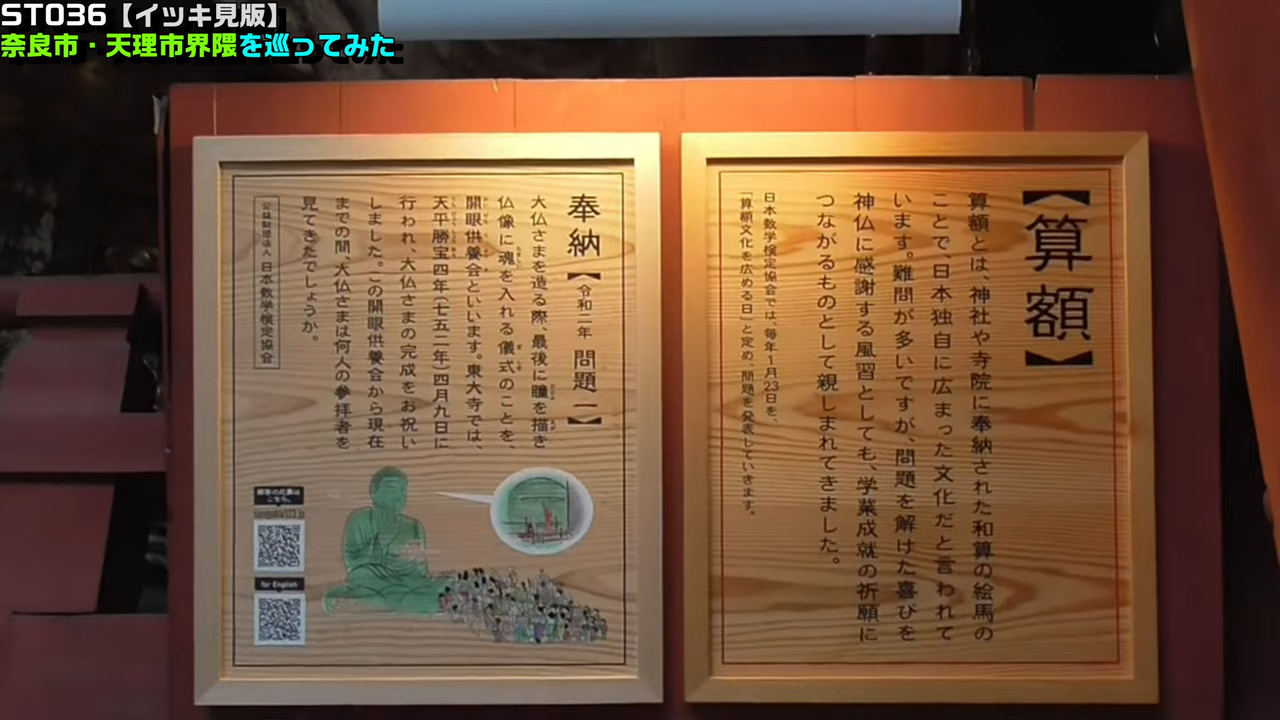 ST036【イッキ見版】
奈良市・天理市界隈を巡ってみた
【算額】
算額とは、神社や寺院に奉納された和算の絵馬の
ことで、日本独自に広まった文化だと言われて
います。難問が多いですが、問題を解けた喜びを
神仏に感謝する風習としても、学業成就の祈願に
つながるものとして親しまれてきました。
日本数学検定協会では、毎年1月23日を、
「算額文化を広める日」と定め、問題を発表していきます。
奉納【令和二年 問題一】
大仏さまを造る際、最後に瞳を描き
仏像に魂を入れる儀式のことを、
開眼供養会といいます。東大寺では、
天平勝宝四年(七五二年)四月九日に
行われ、大仏さまの完成をお祝い
しました。この開眼供養会から現在
までの間、大仏さまは何人の参拝者を
見てきたでしょうか。
公益財団法人 日本数学検定協会
解答の応募は
こちら。
sangaku123.jp
for English